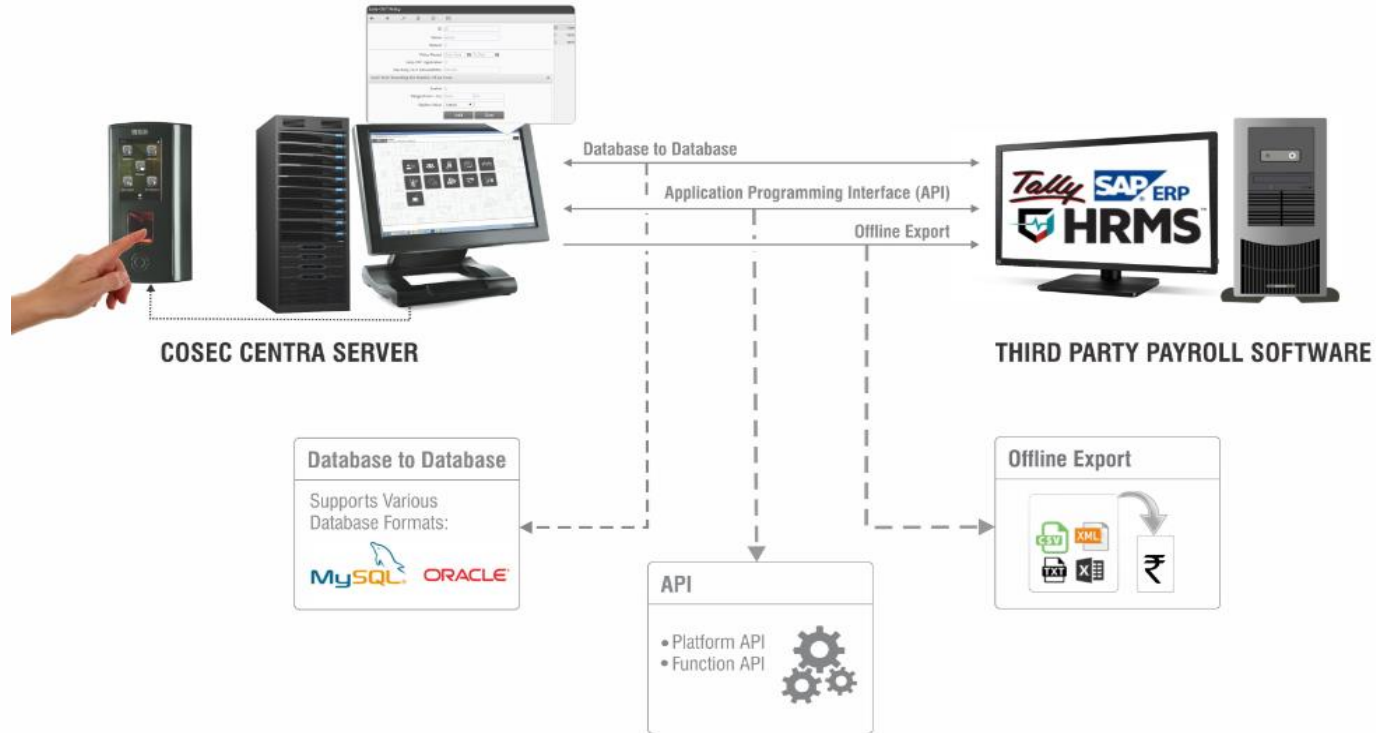 Database to Database
Application Programming Interface (API)
Offline Export
Tally SAP ERP
HRMS
COSEC CENTRA SERVER
THIRD PARTY PAYROLL SOFTWARE
Database to Database
Supports Various
Database Formats:
MySQL ORACLE
API
• Platform API
• Function API
Offline Export
CSV XML
TXT X
₹